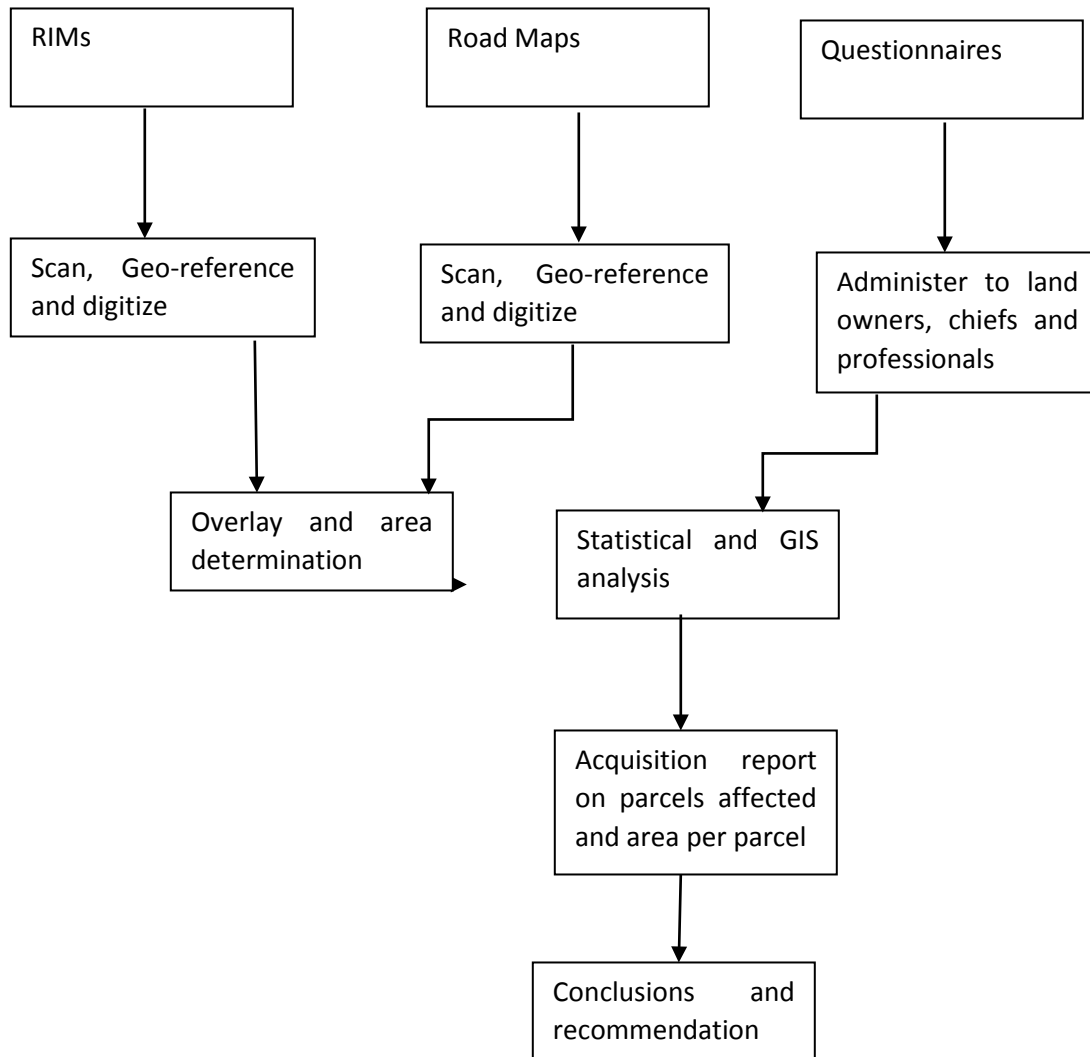 RIMs
Road Maps
Questionnaires
Scan, Geo-reference
and digitize
Scan, Geo-reference
and digitize
Administer to land
owners, chiefs and
professionals
Overlay and area
determination
Statistical and GIS
analysis
Acquisition report
on parcels affected
and area per parcel
Conclusions and
recommendation